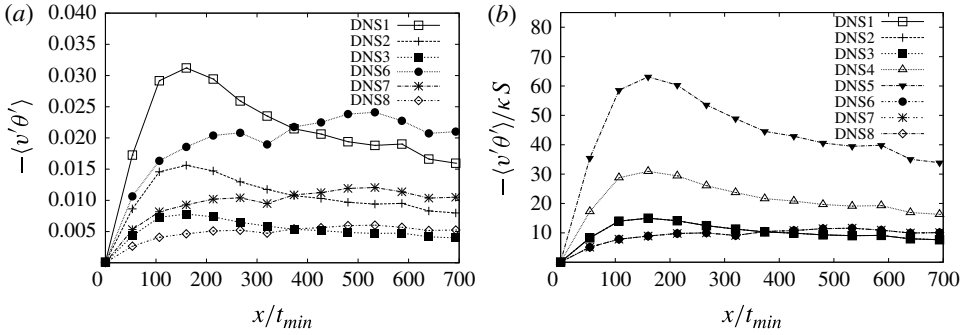 (a)
0.040
0.035
0.030
0.025
0.020
0.015
0.010
0.005
−⟨v′θ′⟩
DNS1
DNS2
DNS3
DNS6
DNS7
DNS8
0 100 200 300 400 500 600 700
x/t_min
(b)
80
70
60
50
40
30
20
10
−⟨v′θ′⟩/κS
DNS1
DNS2
DNS3
DNS4
DNS5
DNS6
DNS7
DNS8
0 100 200 300 400 500 600 700
x/t_min